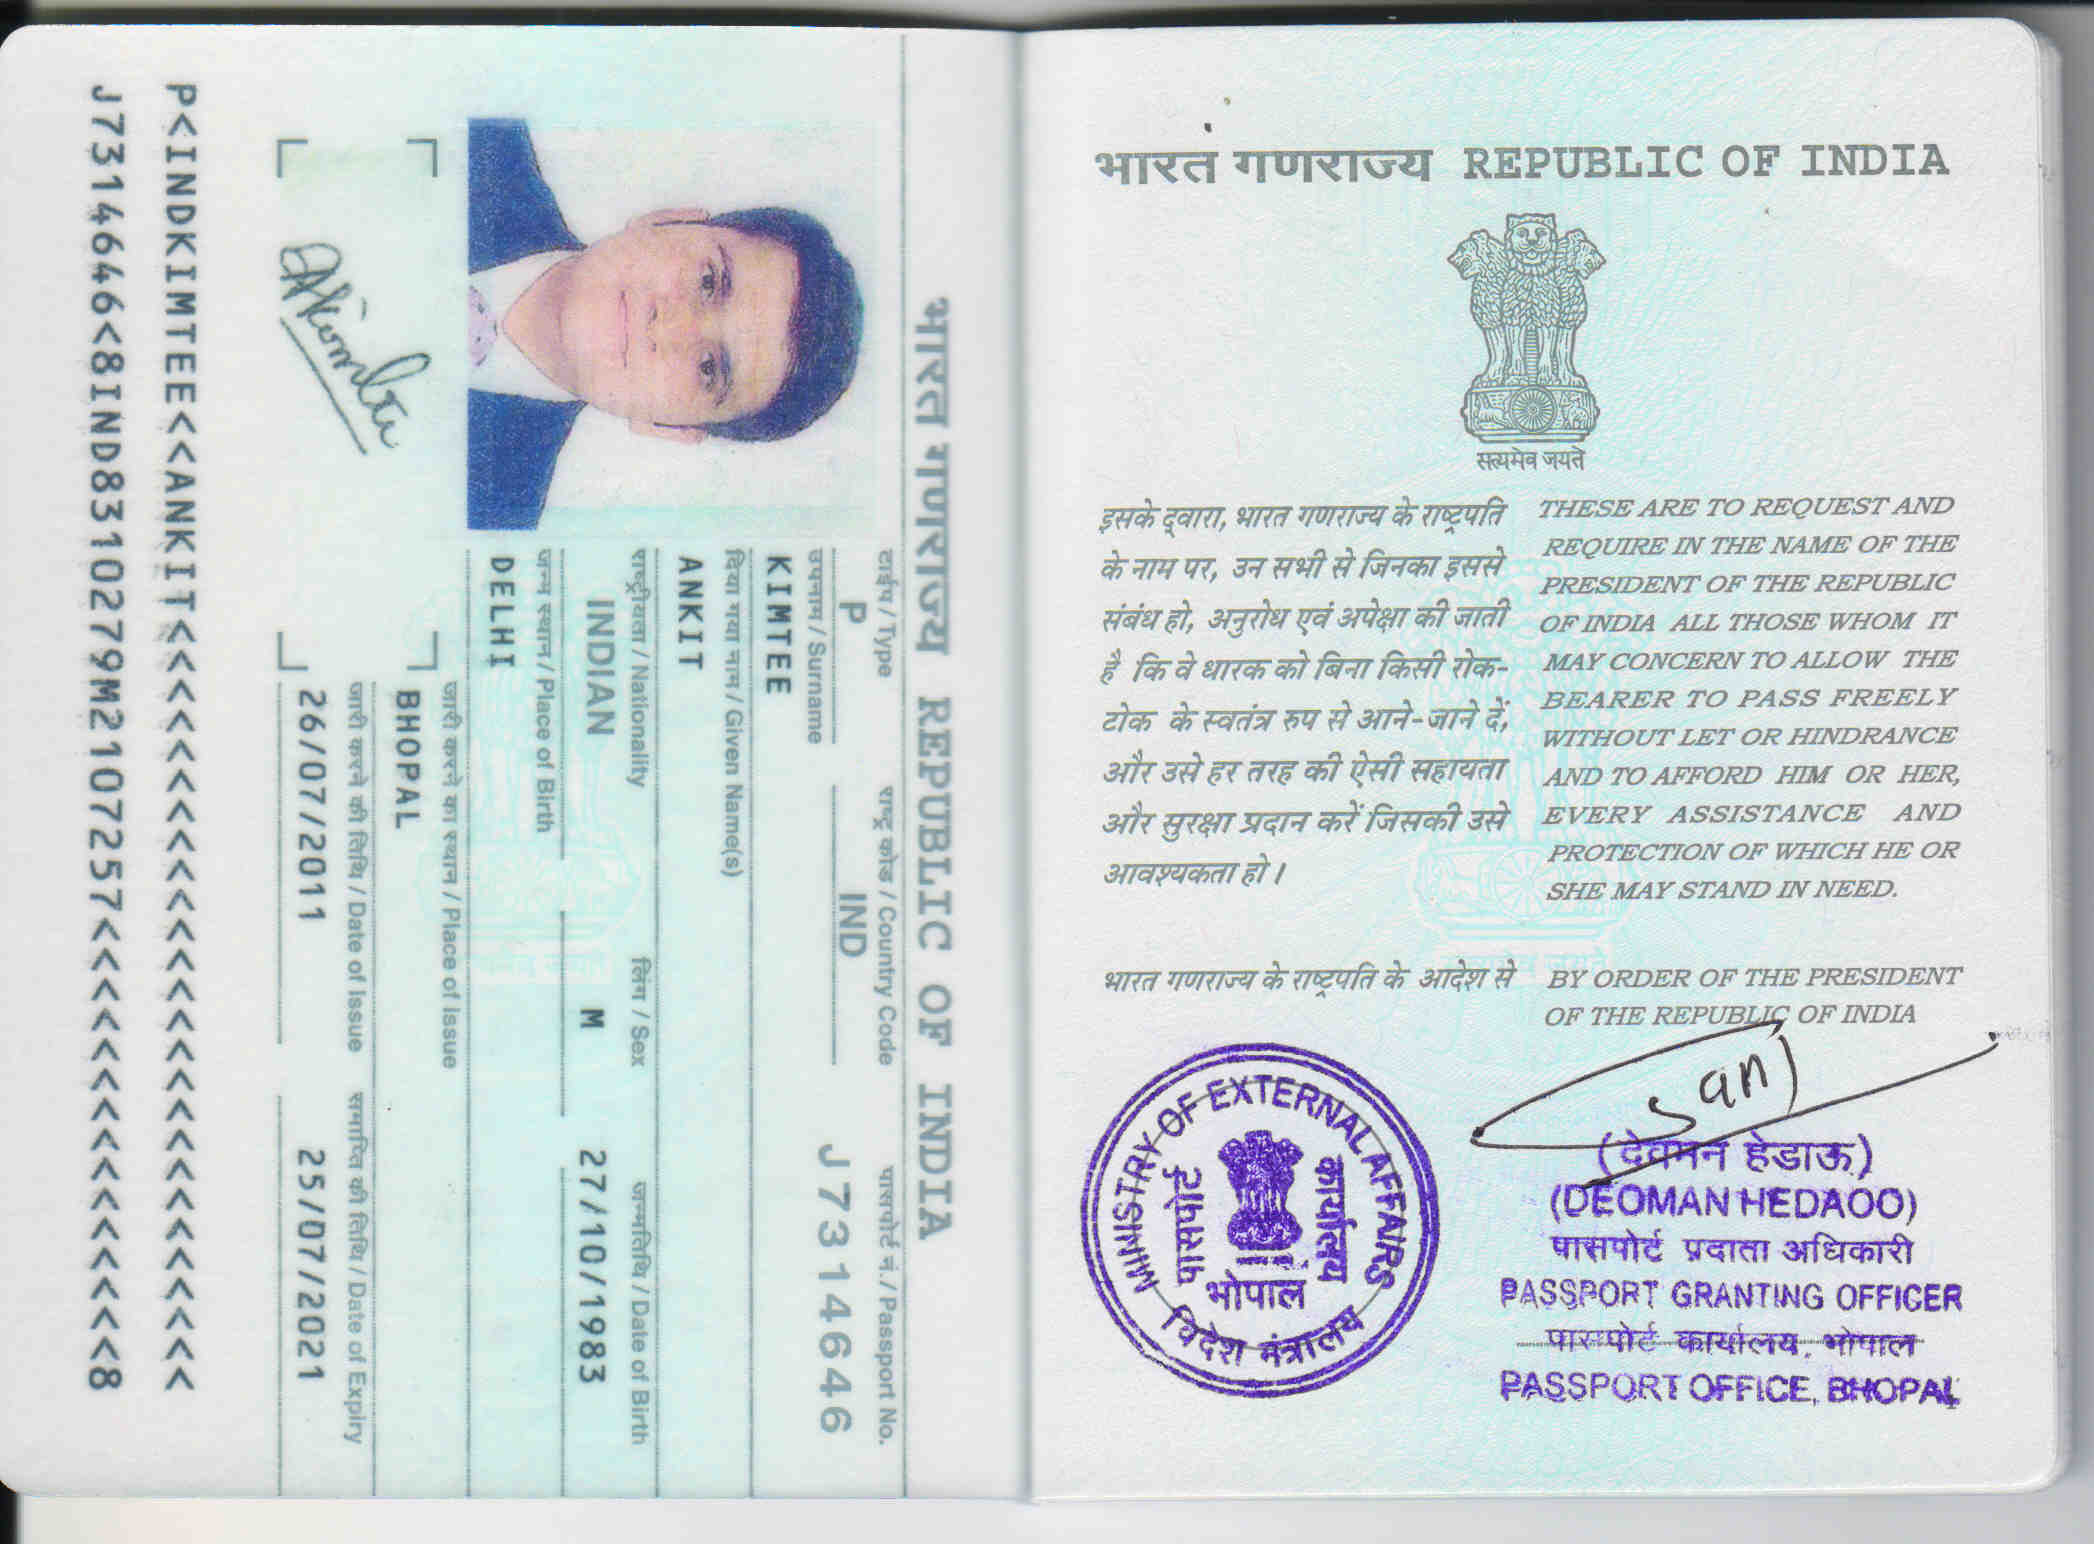 भारत गणराज्य REPUBLIC OF INDIA
टाईप / Type
राष्ट्र कोड / Country Code
पासपोर्ट नं. / Passport No.
P
IND
J7314646
उपनाम / Surname
KIMTEE
दिया गया नाम / Given Name(s)
ANKIT
राष्ट्रीयता / Nationality
लिंग / Sex
जन्मतिथि / Date of Birth
INDIAN
M
27/10/1983
जन्म स्थान / Place of Birth
DELHI
जारी करने का स्थान / Place of Issue
BHOPAL
जारी करने की तिथि / Date of Issue
समाप्ति की तिथि / Date of Expiry
26/07/2011
25/07/2021
P<INDKIMTEE<<ANKIT<<<<<<<<<<<<<<<<<<<<<<<<<<
J7314646<8IND8310279M2107257<<<<<<<<<<<<<<<8
भारत गणराज्य REPUBLIC OF INDIA
सत्यमेव जयते
इसके द्वारा, भारत गणराज्य के राष्ट्रपति
के नाम पर, उन सभी से जिनका इससे
संबंध हो, अनुरोध एवं अपेक्षा की जाती
है कि वे धारक को बिना किसी रोक-
टोक के स्वतंत्र रुप से आने-जाने दें,
और उसे हर तरह की ऐसी सहायता
और सुरक्षा प्रदान करें जिसकी उसे
आवश्यकता हो।
THESE ARE TO REQUEST AND
REQUIRE IN THE NAME OF THE
PRESIDENT OF THE REPUBLIC
OF INDIA ALL THOSE WHOM IT
MAY CONCERN TO ALLOW THE
BEARER TO PASS FREELY
WITHOUT LET OR HINDRANCE
AND TO AFFORD HIM OR HER,
EVERY ASSISTANCE AND
PROTECTION OF WHICH HE OR
SHE MAY STAND IN NEED.
भारत गणराज्य के राष्ट्रपति के आदेश से
BY ORDER OF THE PRESIDENT
OF THE REPUBLIC OF INDIA
MINISTRY OF EXTERNAL AFFAIRS
पासपोर्ट
कार्यालय
भोपाल
विदेश मंत्रालय
(देवमन हेडाऊ)
(DEOMAN HEDAOO)
पासपोर्ट प्रदाता अधिकारी
PASSPORT GRANTING OFFICER
पासपोर्ट कार्यालय, भोपाल
PASSPORT OFFICE, BHOPAL